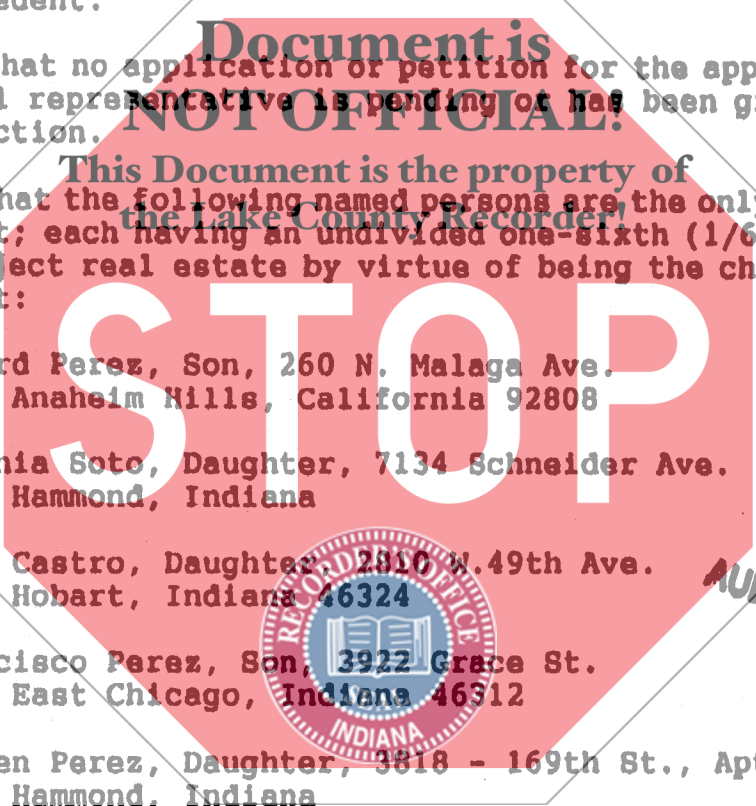 edent.
Document is
hat no application or petition for the app
l representative is pending or has been g
NOT OFFICIAL!
ction.
This Document is the property of
hat the following named persons are the onl
the Lake County Recorder!
t; each having an undivided one-sixth (1/6
ject real estate by virtue of being the ch
t:
STOP
rd Perez, Son, 260 N. Malaga Ave.
Anaheim Hills, California 92808
nia Soto, Daughter, 7134 Schneider Ave.
Hammond, Indiana
Castro, Daughter, 2810 W.49th Ave.
AU
Hobart, Indiana 46324
RECORDER'S OFFICE
cisco Perez, Son, 3922 Grace St.
East Chicago, Indiana 46312
INDIANA
en Perez, Daughter, 3818 - 169th St., Apt
Hammond, Indiana